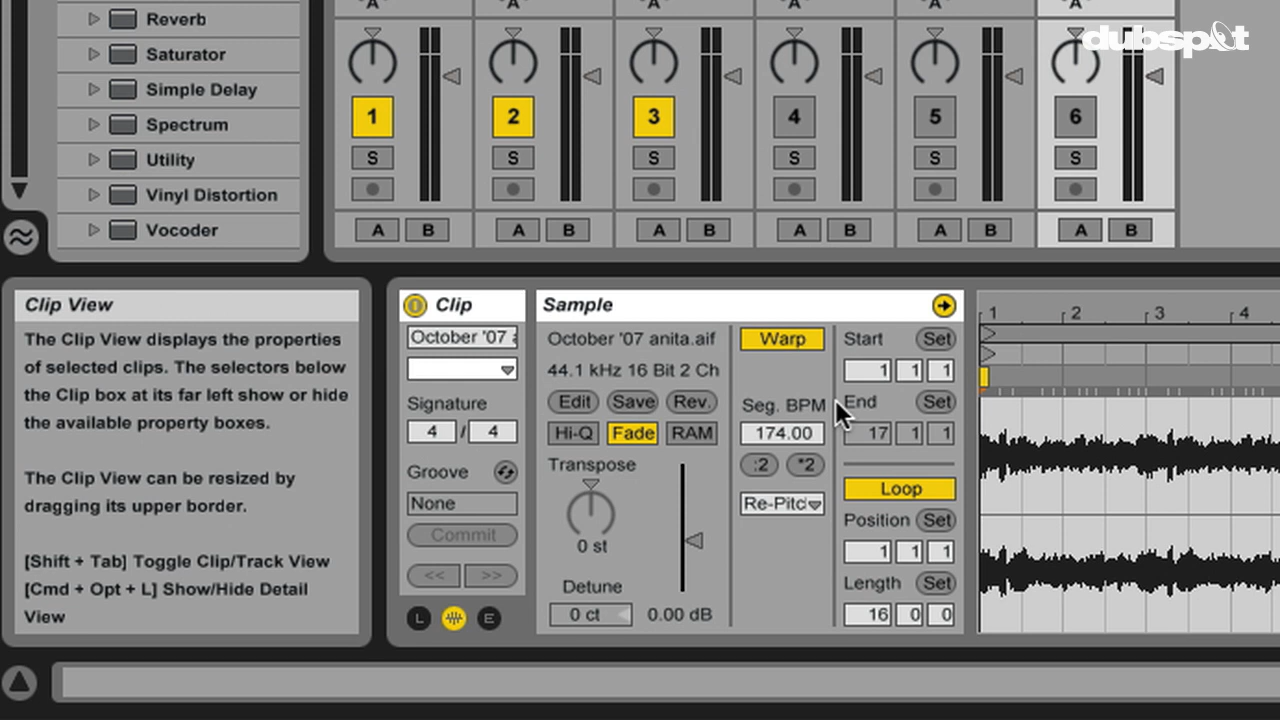 dubspot
Reverb
Saturator
Simple Delay
Spectrum
Utility
Vinyl Distortion
Vocoder
1 2 3 4 5 6
S S S S S S
A B A B A B A B A B A B
Clip View
The Clip View displays the properties
of selected clips. The selectors below
the Clip box at its far left show or hide
the available property boxes.
The Clip View can be resized by
dragging its upper border.
[Shift + Tab] Toggle Clip/Track View
[Cmd + Opt + L] Show/Hide Detail
View
Clip
October '07
Signature
4 / 4
Groove
None
Commit
<< >>
L E
Sample
October '07 anita.aif
44.1 kHz 16 Bit 2 Ch
Edit Save Rev.
Hi-Q Fade RAM
Transpose
0 st
Detune
0 ct 0.00 dB
Warp
Seg. BPM
174.00
:2 *2
Re-Pitc
Start Set
1 1 1
End Set
17 1 1
Loop
Position Set
1 1 1
Length Set
16 0 0
1 2 3 4